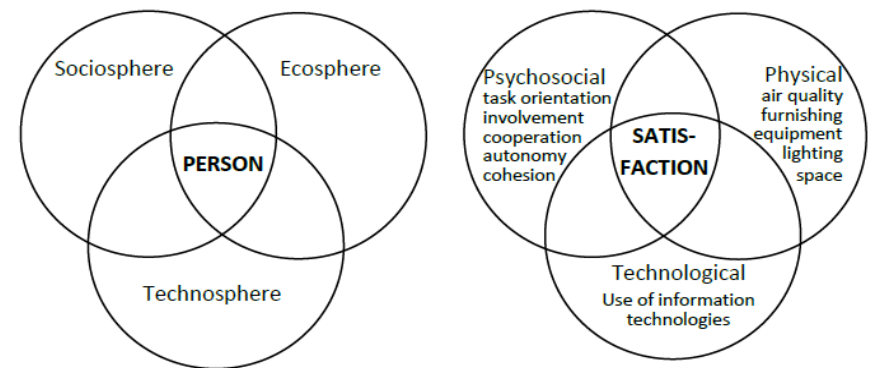 Sociosphere
Ecosphere
PERSON
Technosphere
Psychosocial
task orientation
involvement
cooperation
autonomy
cohesion
Physical
air quality
furnishing
equipment
lighting
space
SATIS-
FACTION
Technological
Use of information
technologies